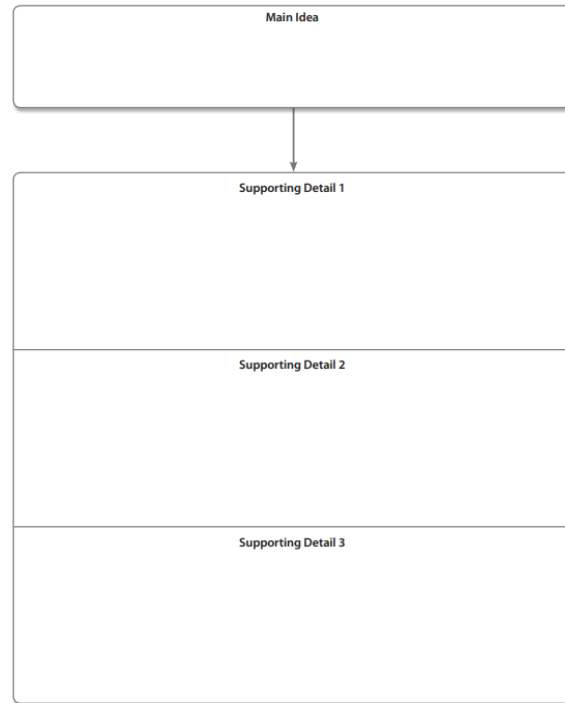 Main Idea
Supporting Detail 1
Supporting Detail 2
Supporting Detail 3